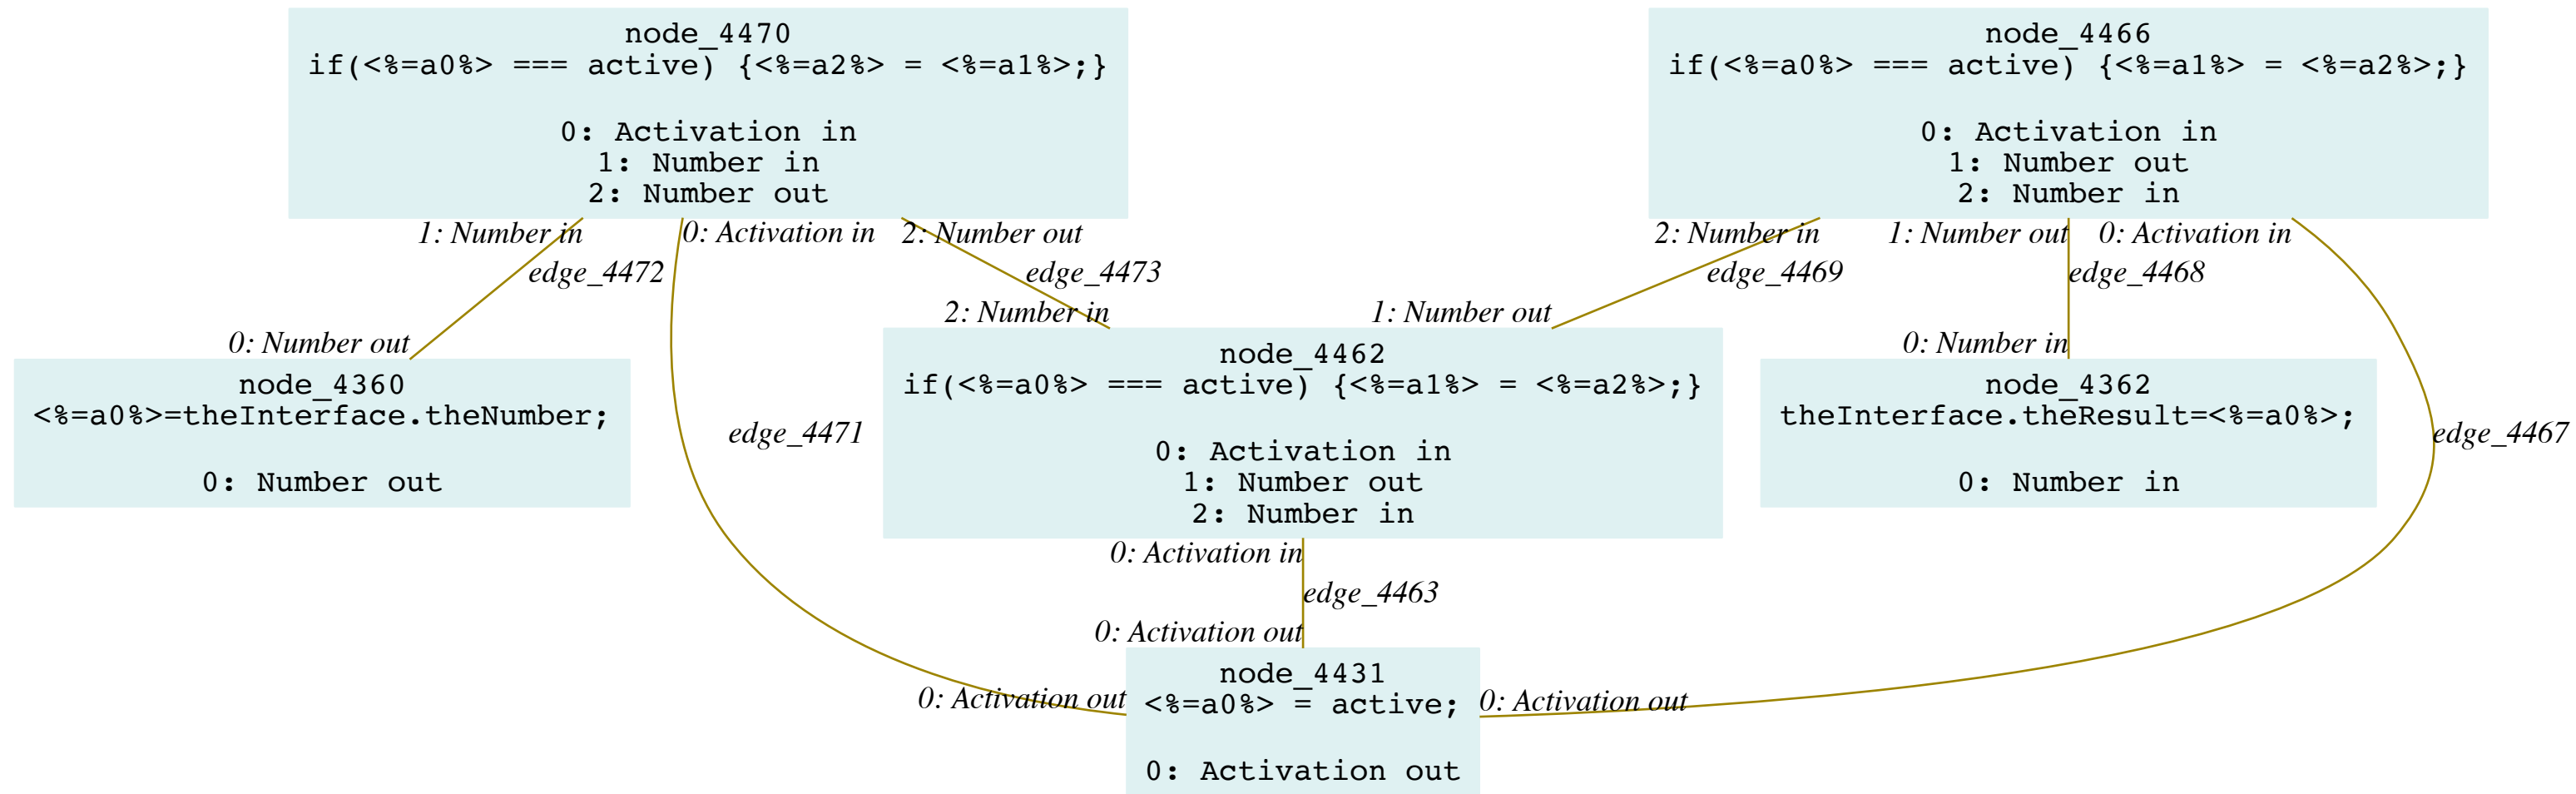 node_4470
if(<%=a0%> === active) {<%=a2%> = <%=a1%>;}
0: Activation in
1: Number in
2: Number out
node_4466
if(<%=a0%> === active) {<%=a1%> = <%=a2%>;}
0: Activation in
1: Number out
2: Number in
1: Number in
0: Activation in
2: Number out
2: Number in
1: Number out
0: Activation in
edge_4472
edge_4473
edge_4469
edge_4468
2: Number in
1: Number out
0: Number out
0: Number in
node_4360
<%=a0%>=theInterface.theNumber;
0: Number out
edge_4471
node_4462
if(<%=a0%> === active) {<%=a1%> = <%=a2%>;}
0: Activation in
1: Number out
2: Number in
node_4362
theInterface.theResult=<%=a0%>;
0: Number in
edge_4467
0: Activation in
edge_4463
0: Activation out
0: Activation out
node_4431
<%=a0%> = active;
0: Activation out
0: Activation out